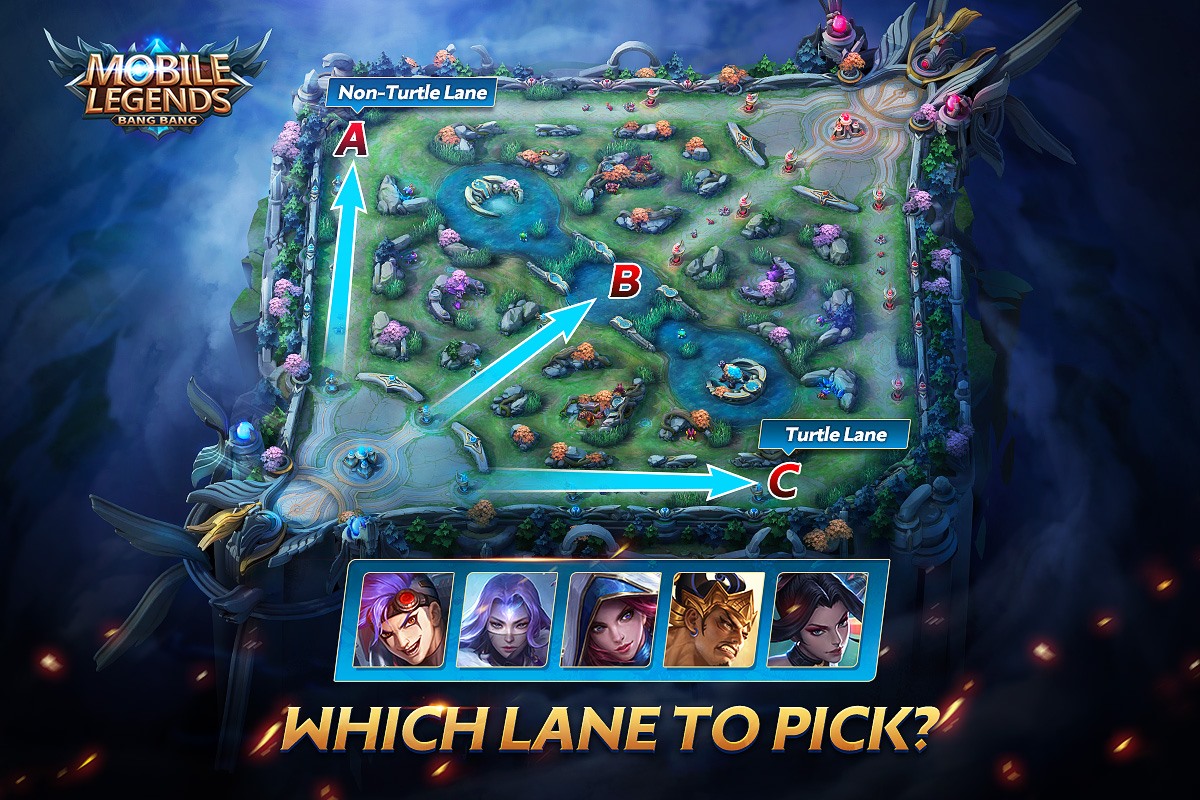 MOBILE
LEGENDS
BANG BANG
Non-Turtle Lane
A
B
Turtle Lane
C
WHICH LANE TO PICK?